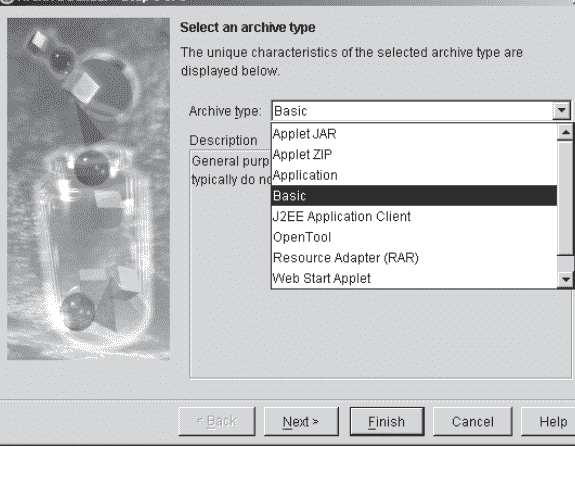 Select an archive type
The unique characteristics of the selected archive type are
displayed below.
Archive type: Basic
Description
General purp
typically do no
Applet JAR
Applet ZIP
Application
Basic
J2EE Application Client
OpenTool
Resource Adapter (RAR)
Web Start Applet
< Back Next > Finish Cancel Help